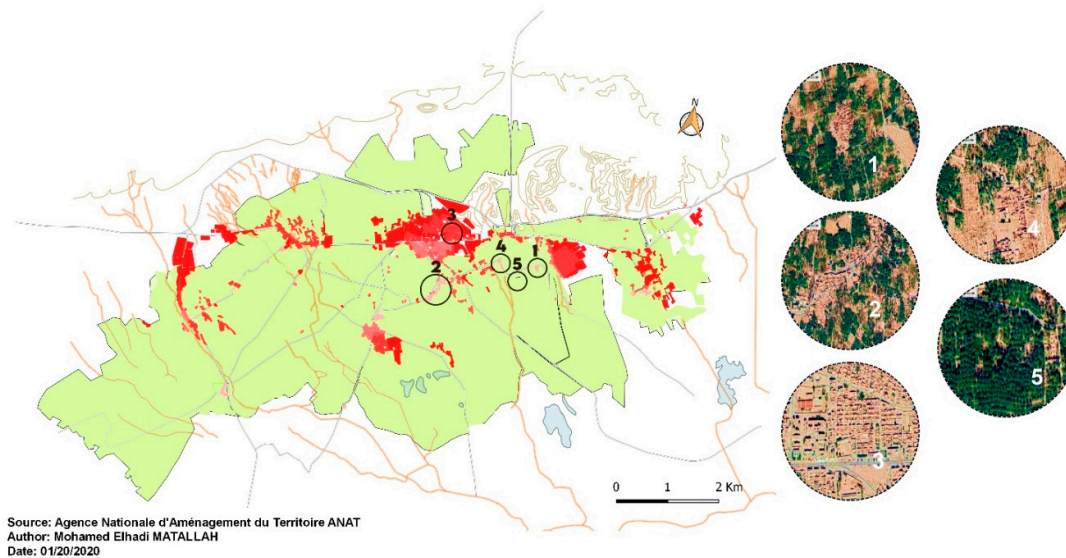 N
3
4
1
5
2
0 1 2 Km
1
4
2
5
3
Source: Agence Nationale d'Aménagement du Territoire ANAT
Author: Mohamed Elhadi MATALLAH
Date: 01/20/2020